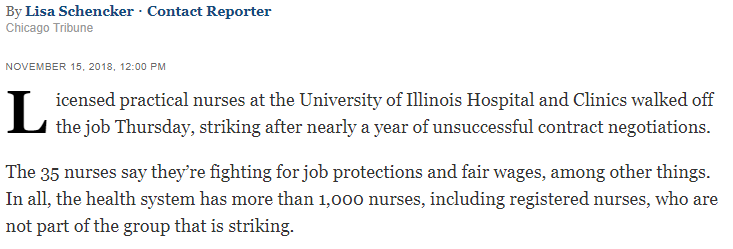 By Lisa Schencker · Contact Reporter
Chicago Tribune
NOVEMBER 15, 2018, 12:00 PM
Licensed practical nurses at the University of Illinois Hospital and Clinics walked off
the job Thursday, striking after nearly a year of unsuccessful contract negotiations.
The 35 nurses say they’re fighting for job protections and fair wages, among other things.
In all, the health system has more than 1,000 nurses, including registered nurses, who are
not part of the group that is striking.